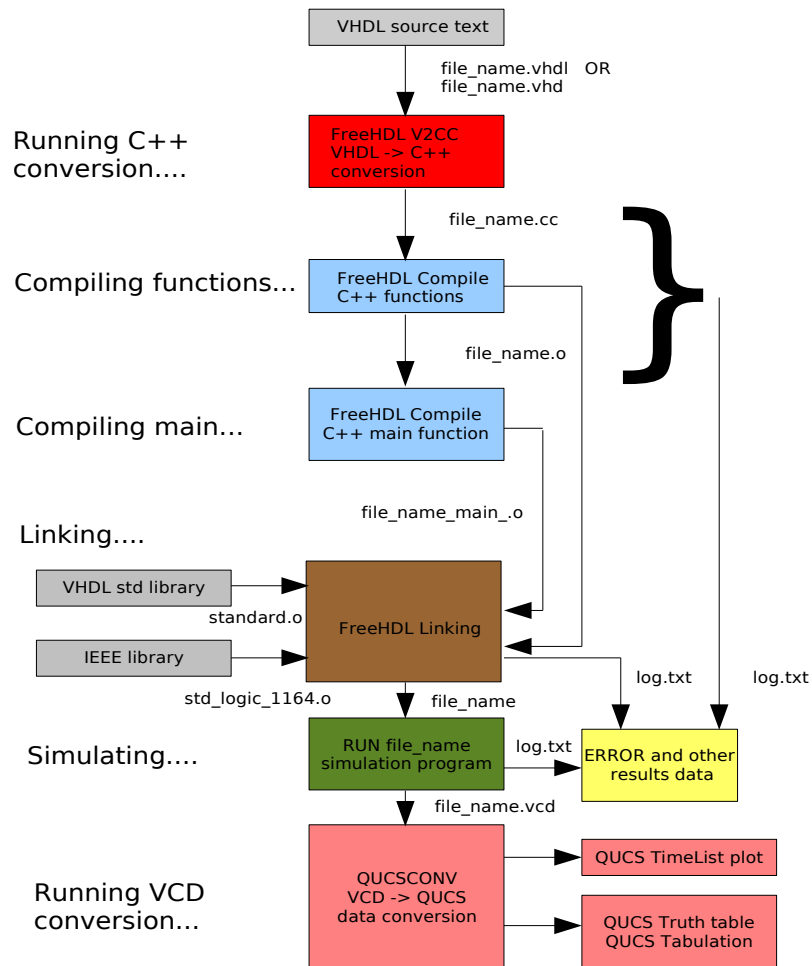 VHDL source text
file_name.vhdl OR
file_name.vhd
Running C++
conversion....
FreeHDL V2CC
VHDL -> C++
conversion
file_name.cc
Compiling functions...
FreeHDL Compile
C++ functions
file_name.o
}
Compiling main...
FreeHDL Compile
C++ main function
file_name_main_.o
Linking....
VHDL std library
standard.o
FreeHDL Linking
IEEE library
std_logic_1164.o
file_name
log.txt
log.txt
Simulating....
RUN file_name
simulation program
log.txt
ERROR and other
results data
file_name.vcd
Running VCD
conversion...
QUCSCONV
VCD -> QUCS
data conversion
QUCS TimeList plot
QUCS Truth table
QUCS Tabulation